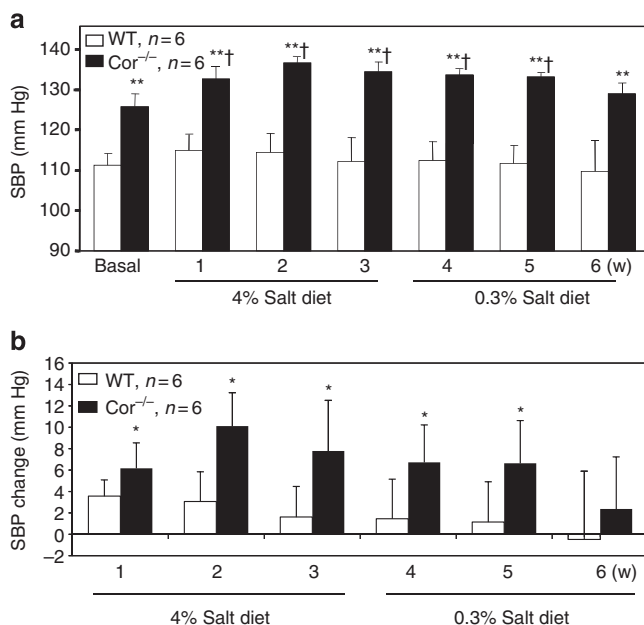 a
WT, n=6
Cor−/−, n=6
SBP (mm Hg)
140
130
120
110
100
90
**
**†
**†
**†
**†
**†
**
Basal 1 2 3 4 5 6 (w)
4% Salt diet 0.3% Salt diet
b
WT, n=6
Cor−/−, n=6
SBP change (mm Hg)
16
14
12
10
8
6
4
2
0
−2
*
*
*
*
*
1 2 3 4 5 6 (w)
4% Salt diet 0.3% Salt diet